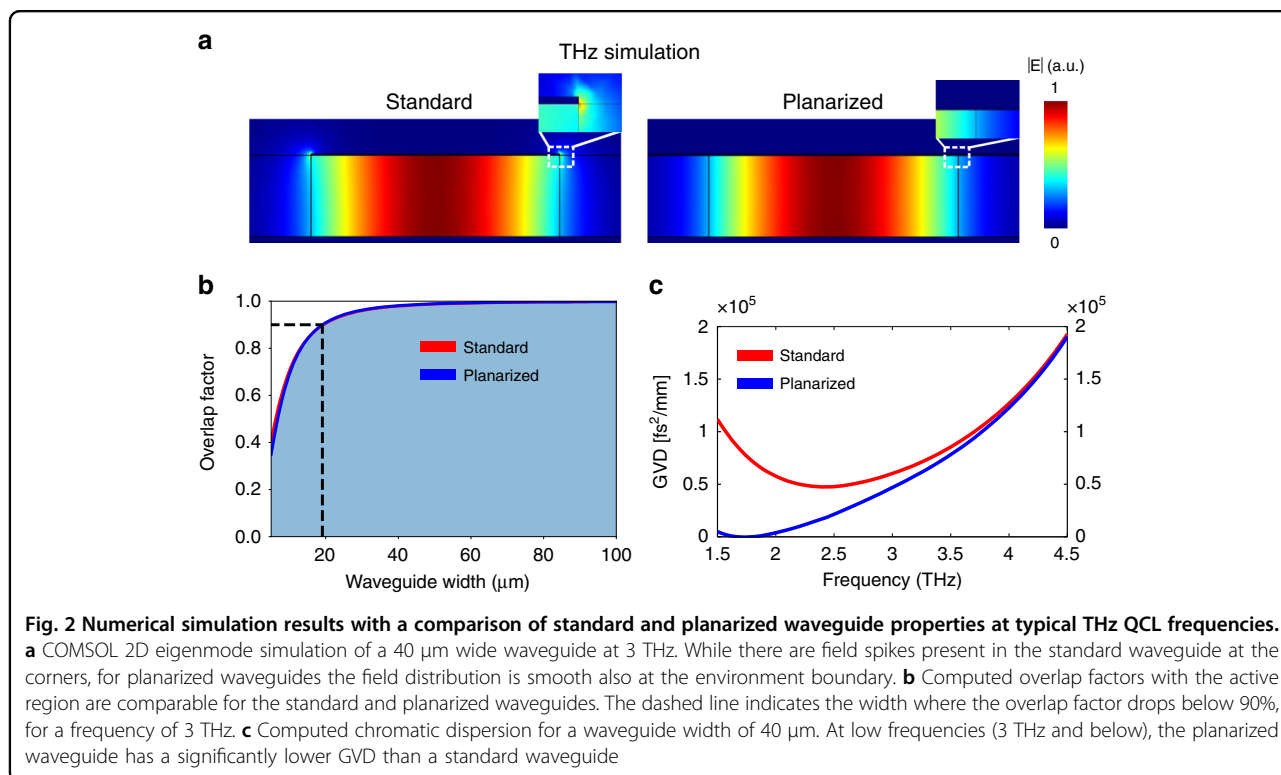 a
THz simulation
Standard
Planarized
|E| (a.u.)
1
0
b
Overlap factor
1.0
0.8
0.6
0.4
0.2
0.0
Standard
Planarized
20
40
60
80
100
Waveguide width (μm)
c
×10⁵
×10⁵
GVD [fs²/mm]
2
1.5
1
0.5
0
Standard
Planarized
2
1.5
1
0.5
0
1.5
2
2.5
3
3.5
4
4.5
Frequency (THz)
Fig. 2 Numerical simulation results with a comparison of standard and planarized waveguide properties at typical THz QCL frequencies.
a COMSOL 2D eigenmode simulation of a 40 μm wide waveguide at 3 THz. While there are field spikes present in the standard waveguide at the
corners, for planarized waveguides the field distribution is smooth also at the environment boundary. b Computed overlap factors with the active
region are comparable for the standard and planarized waveguides. The dashed line indicates the width where the overlap factor drops below 90%,
for a frequency of 3 THz. c Computed chromatic dispersion for a waveguide width of 40 μm. At low frequencies (3 THz and below), the planarized
waveguide has a significantly lower GVD than a standard waveguide